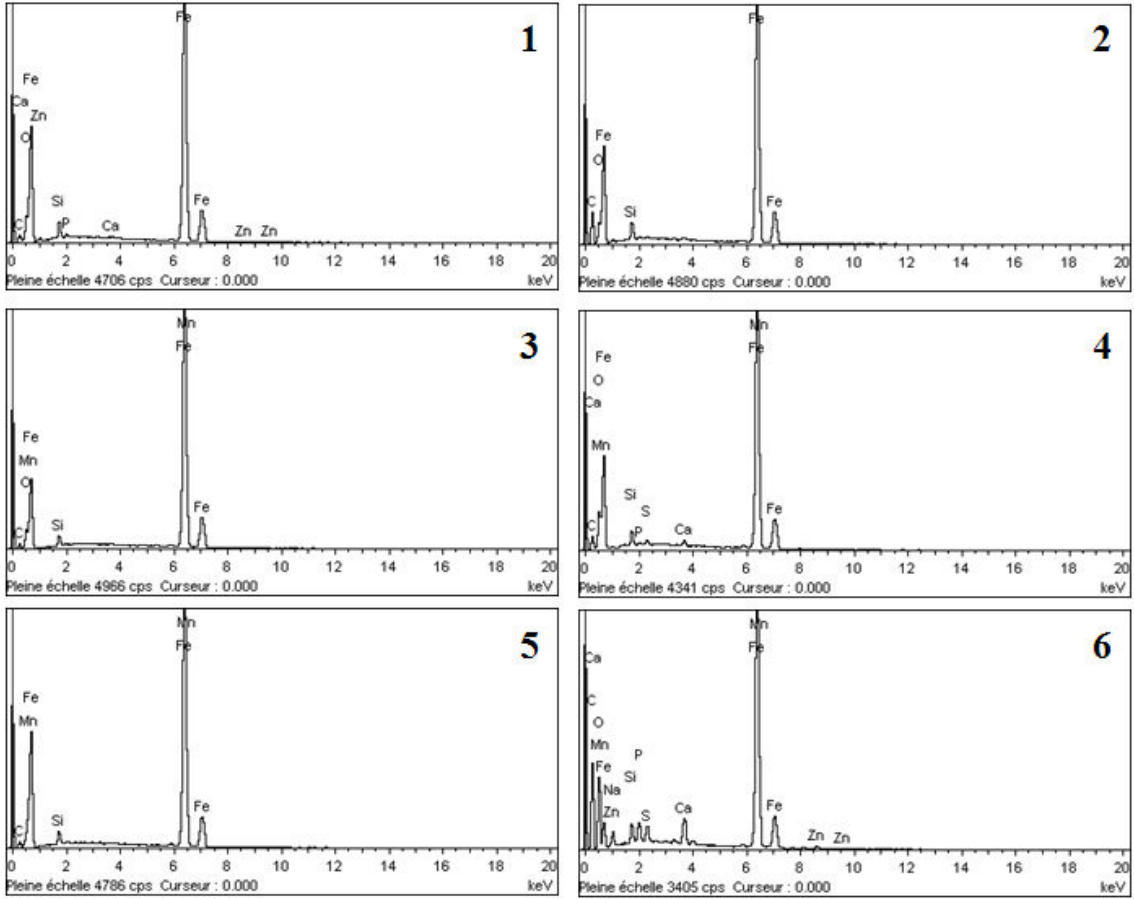 1
Fe
Fe
Ca
Zn
O
Si
Fe
C
P
Ca
Zn Zn
0 2 4 6 8 10 12 14 16 18 20
Pleine échelle 4706 cps Curseur : 0.000 keV
2
Fe
Fe
O
C
Si
Fe
0 2 4 6 8 10 12 14 16 18 20
Pleine échelle 4880 cps Curseur : 0.000 keV
3
Mn
Fe
Fe
Mn
O
Fe
Si
C
0 2 4 6 8 10 12 14 16 18 20
Pleine échelle 4966 cps Curseur : 0.000 keV
4
Mn
Fe
Fe
O
Ca
Mn
Si
S
Fe
C
P
Ca
0 2 4 6 8 10 12 14 16 18 20
Pleine échelle 4341 cps Curseur : 0.000 keV
5
Mn
Fe
Fe
Mn
Fe
Si
C
0 2 4 6 8 10 12 14 16 18 20
Pleine échelle 4786 cps Curseur : 0.000 keV
6
Mn
Fe
Ca
C
O
Mn
P
Fe
Si
Na
Zn
S
Ca
Fe
Zn Zn
0 2 4 6 8 10 12 14 16 18 20
Pleine échelle 3405 cps Curseur : 0.000 keV